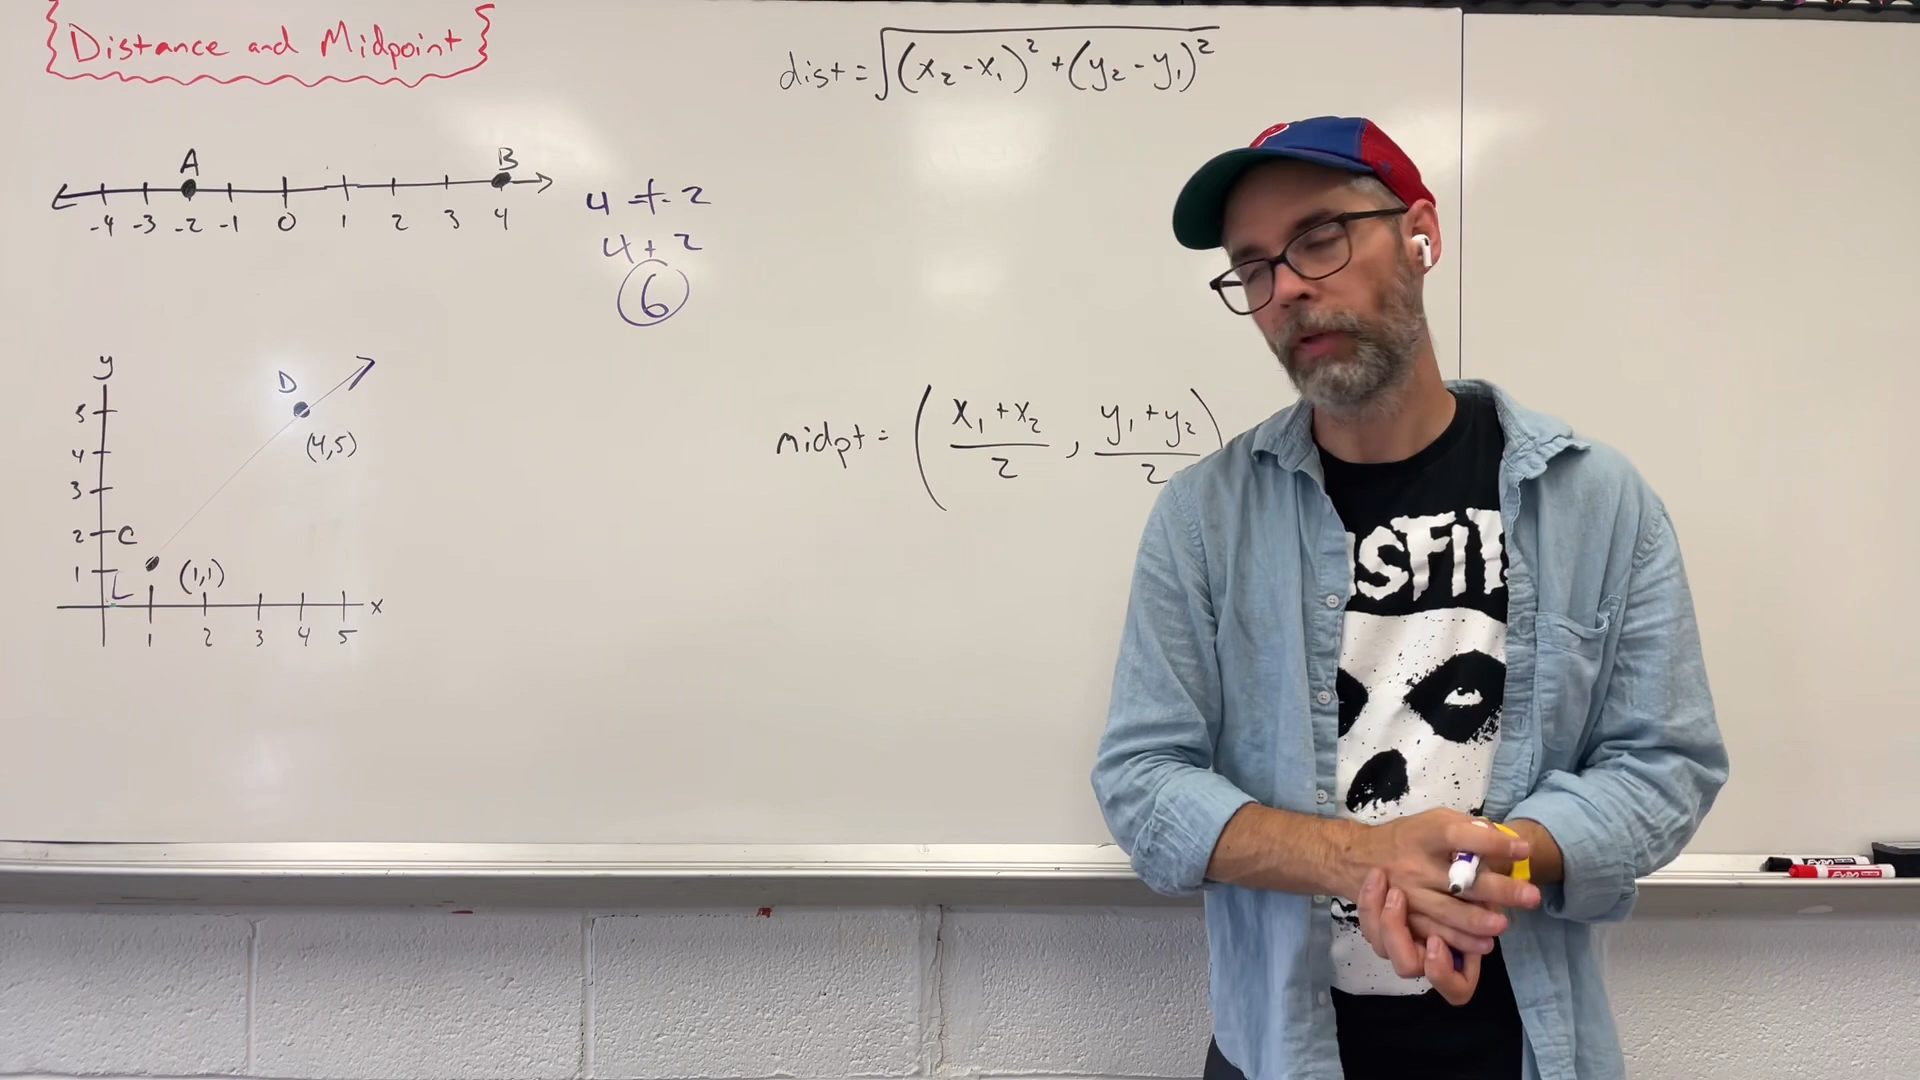 Distance and Midpoint
dist = √(x₂-x₁)² + (y₂-y₁)²
A B
-4 -3 -2 -1 0 1 2 3 4
4 - - 2
4 + 2
6
midpt = ( x₁+x₂ / 2 , y₁+y₂ / 2 )
y
D
5
(4,5)
4
3
2 C
1 (1,1)
x
1 2 3 4 5
P
EXPO
EXPO